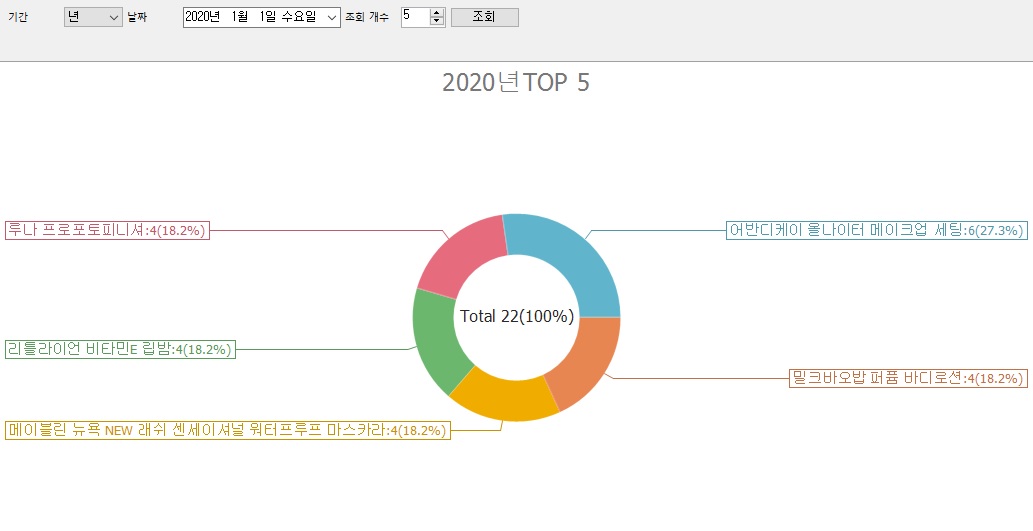 기간 년 날짜 2020년 1월 1일 수요일 조회 개수 5 조회
2020년TOP 5
루나 프로포토피니셔:4(18.2%)
어반디케이 올나이터 메이크업 세팅:6(27.3%)
Total 22(100%)
리틀라이언 비타민E 립밤:4(18.2%)
밀크바오밥 퍼퓸 바디로션:4(18.2%)
메이블린 뉴욕 NEW 래쉬 센세이셔널 워터프루프 마스카라:4(18.2%)